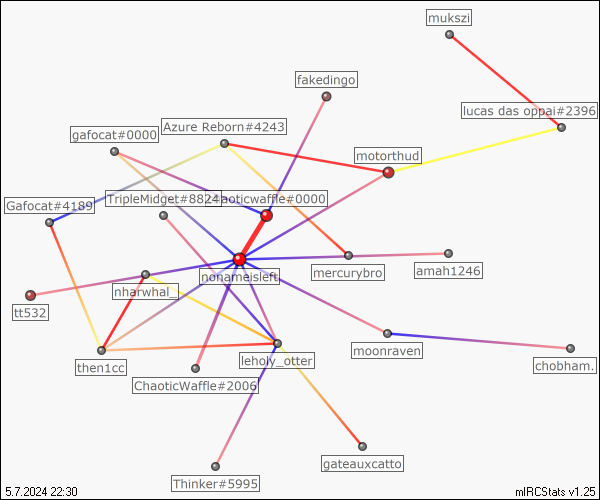 mukszi
fakedingo
lucas das oppai#2396
Azure Reborn#4243
gafocat#0000
motorthud
TripleMidget#8824
haoticwaffle#0000
Gafocat#4189
nonameisleft
mercurybro
amah1246
nharwhal_
tt532
moonraven
leholy_otter
chobham.
then1cc
ChaoticWaffle#2006
gateauxcatto
Thinker#5995
5.7.2024 22:30
mIRCStats v1.25